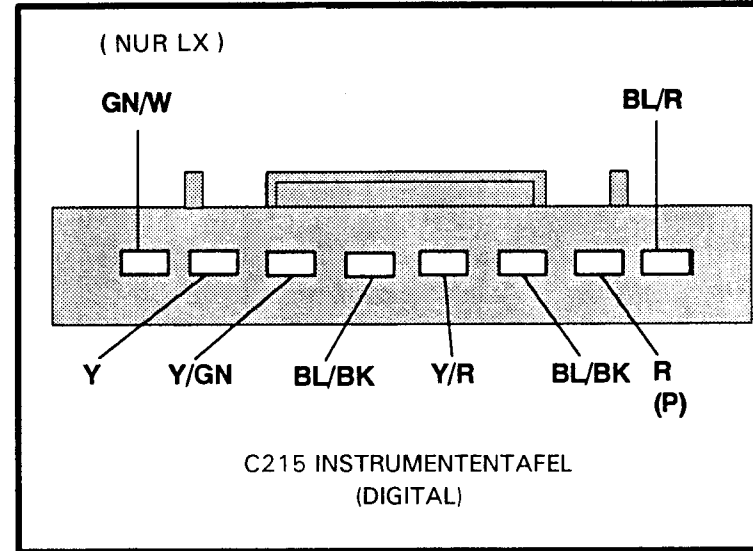 ( NUR LX )
GN/W BL/R
Y Y/GN BL/BK Y/R BL/BK R
(P)
C215 INSTRUMENTENTAFEL
(DIGITAL)